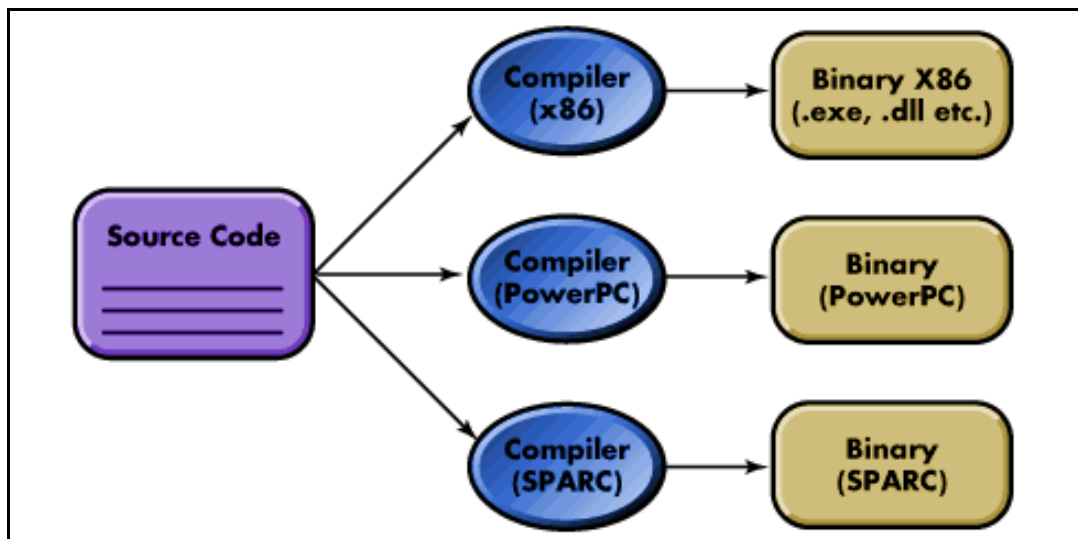 Source Code
Compiler
(x86)
Binary X86
(.exe, .dll etc.)
Compiler
(PowerPC)
Binary
(PowerPC)
Compiler
(SPARC)
Binary
(SPARC)